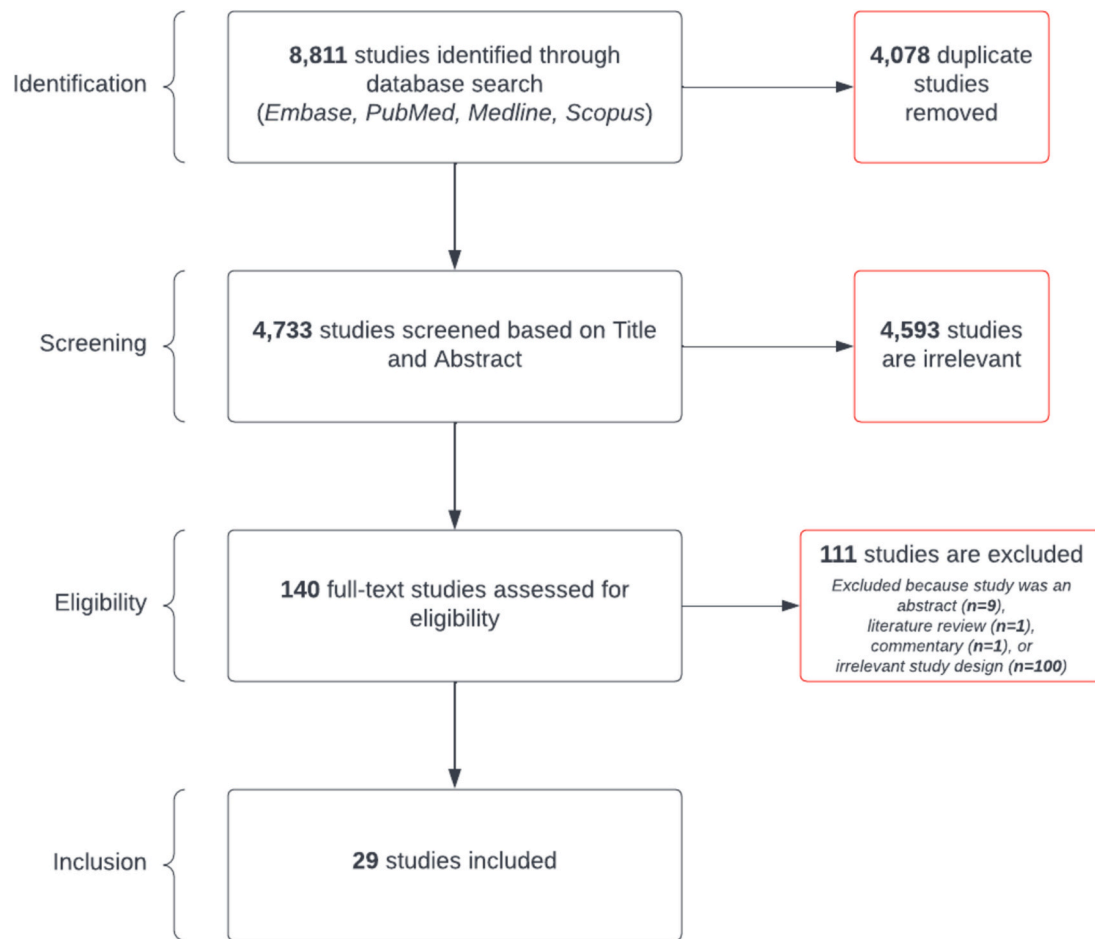 Identification
8,811 studies identified through
database search
(Embase, PubMed, Medline, Scopus)
4,078 duplicate
studies
removed
Screening
4,733 studies screened based on Title
and Abstract
4,593 studies
are irrelevant
Eligibility
140 full-text studies assessed for
eligibility
111 studies are excluded
Excluded because study was an
abstract (n=9),
literature review (n=1),
commentary (n=1), or
irrelevant study design (n=100)
Inclusion
29 studies included